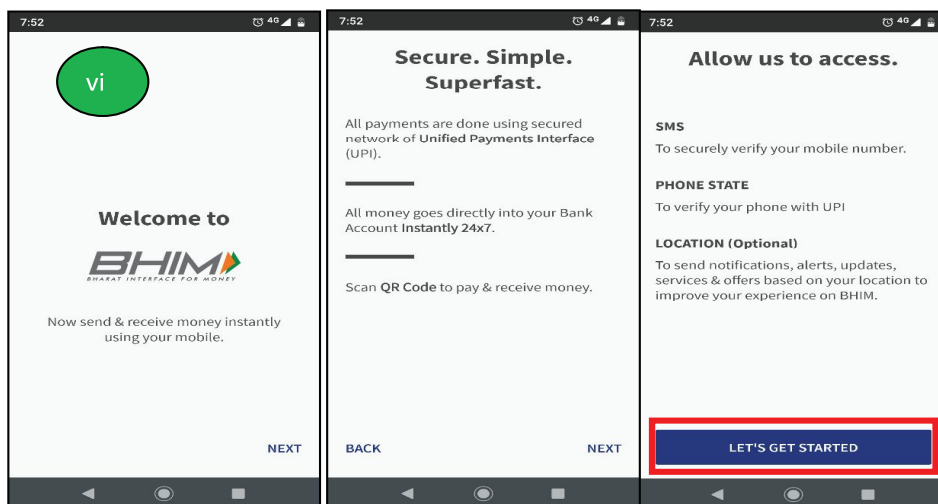 7:52
4G
vi
Welcome to
BHIM
BHARAT INTERFACE FOR MONEY
Now send & receive money instantly
using your mobile.
NEXT
7:52
4G
Secure. Simple.
Superfast.
All payments are done using secured
network of Unified Payments Interface
(UPI).
All money goes directly into your Bank
Account Instantly 24x7.
Scan QR Code to pay & receive money.
BACK
NEXT
7:52
4G
Allow us to access.
SMS
To securely verify your mobile number.
PHONE STATE
To verify your phone with UPI
LOCATION (Optional)
To send notifications, alerts, updates,
services & offers based on your location to
improve your experience on BHIM.
LET'S GET STARTED